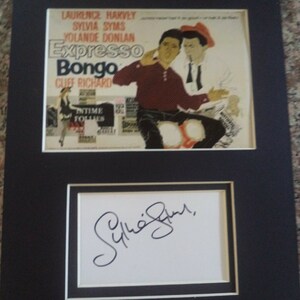 LAURENCE HARVEY
SYLVIA SYMS
YOLANDE DONLAN
Expresso
Bongo
CLIFF RICHARD
INTIME
FOLLIES
Sylvia Syms